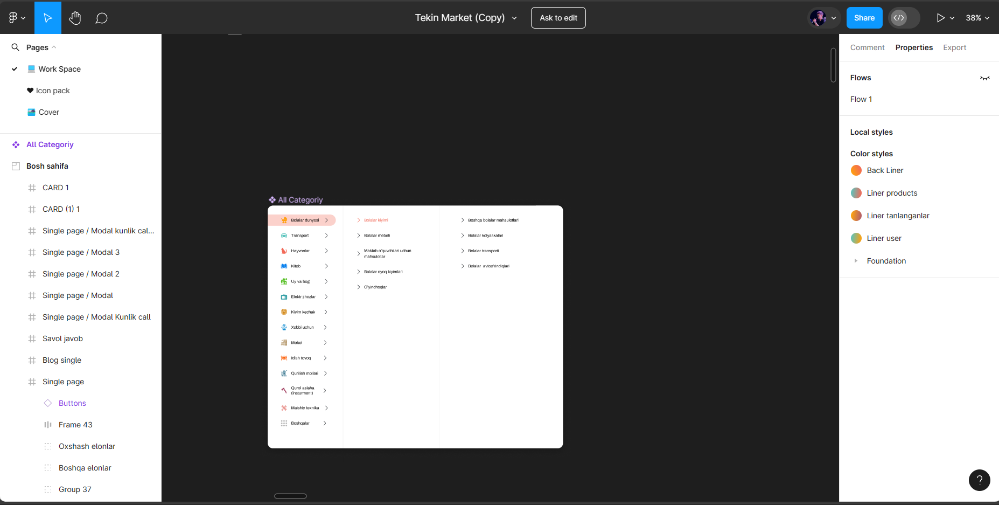 Tekin Market (Copy)
Ask to edit
Share
38%
Pages
Work Space
Icon pack
Cover
All Categoriy
Bosh sahifa
CARD 1
CARD (1) 1
Single page / Modal kunlik cal...
Single page / Modal 3
Single page / Modal 2
Single page / Modal
Single page / Modal Kunlik call
Savol javob
Blog single
Single page
Buttons
Frame 43
Oxshash elonlar
Boshqa elonlar
Group 37
All Categoriy
Bolalar dunyosi
Transport
Hayvonlar
Kitob
Uy va bog'
Elektr jihozlar
Kiyim kechak
Xobbi uchun
Mebel
Idish tovoq
Qurilish mollari
Qurol aslaha
(insturment)
Maishiy texnika
Boshqalar
Bolalar kiyimi
Bolalar mebeli
Maktab o'quvchilari uchun
mahsulotlar
Bolalar oyoq kiyimlari
O'yinchoqlar
Boshqa bolalar mahsulotlari
Bolalar kolyaskalari
Bolalar transporti
Bolalar avtoo'rindiqlari
Comment
Properties
Export
Flows
Flow 1
Local styles
Color styles
Back Liner
Liner products
Liner tanlanganlar
Liner user
Foundation
?